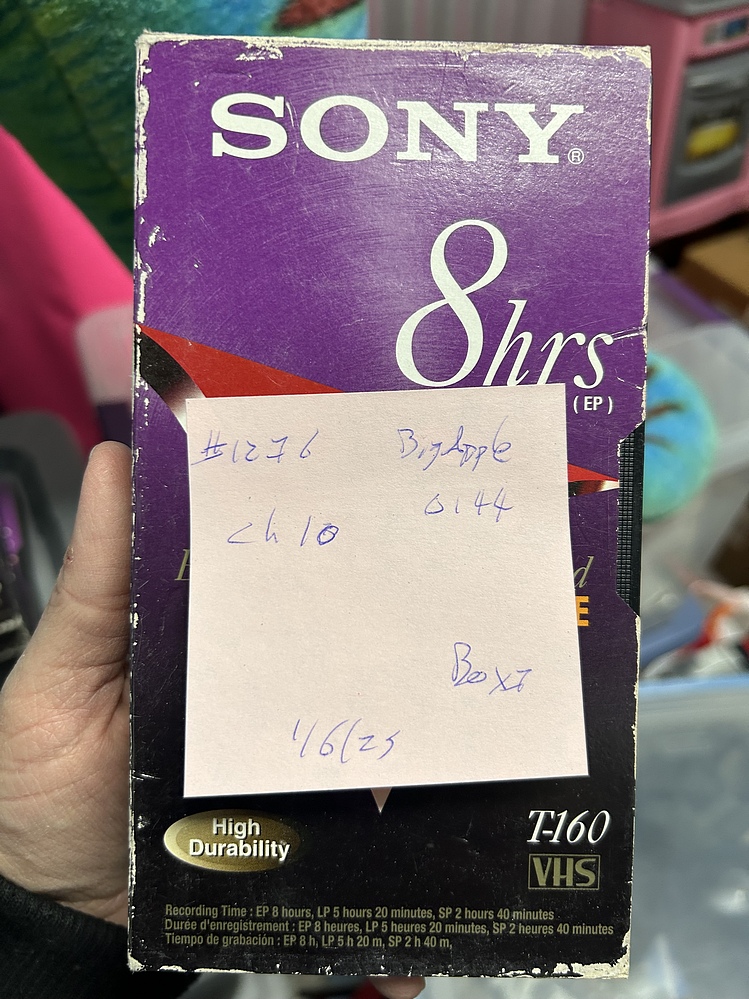 SONY®
8hrs
(EP)
#1276 Big Apple
0144
ch 10
d
E
Box
1/6/25
High
Durability
T-160
VHS
Recording Time : EP 8 hours, LP 5 hours 20 minutes, SP 2 hours 40 minutes
Durée d'enregistrement : EP 8 heures, LP 5 heures 20 minutes, SP 2 heures 40 minutes
Tiempo de grabación : EP 8 h, LP 5 h 20 m, SP 2 h 40 m,